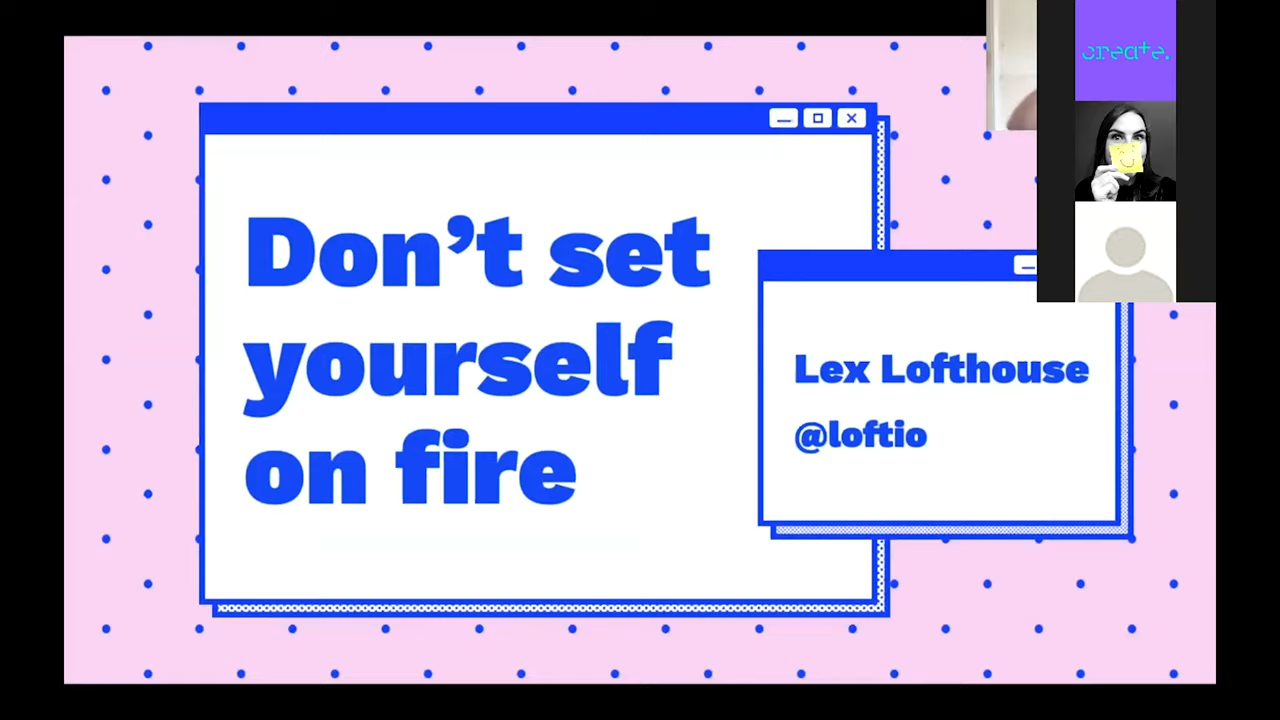 create.
Don’t set
yourself
on fire
Lex Lofthouse
@loftio